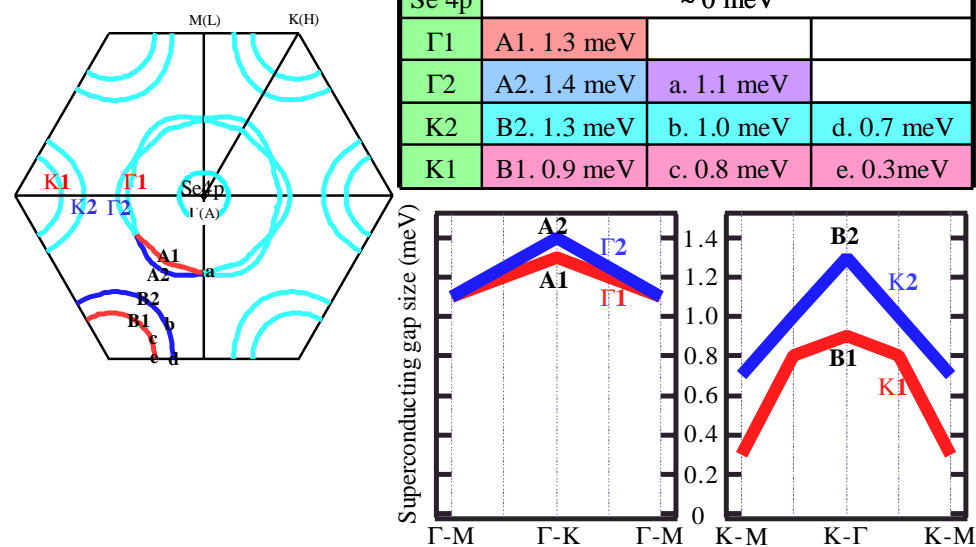 M(L)
K(H)
K1
Γ1
Se4p
K2
Γ2
Γ(A)
A1
A2
a
B2
B1
b
c
e
d
Se 4p
≈ 0 meV
Γ1 A1. 1.3 meV
Γ2 A2. 1.4 meV a. 1.1 meV
K2 B2. 1.3 meV b. 1.0 meV d. 0.7 meV
K1 B1. 0.9 meV c. 0.8 meV e. 0.3meV
Superconducting gap size (meV)
A2
Γ2
A1
Γ1
Γ-M Γ-K Γ-M
1.4
1.2
1.0
0.8
0.6
0.4
0.2
0
B2
K2
B1
K1
K-M K-Γ K-M